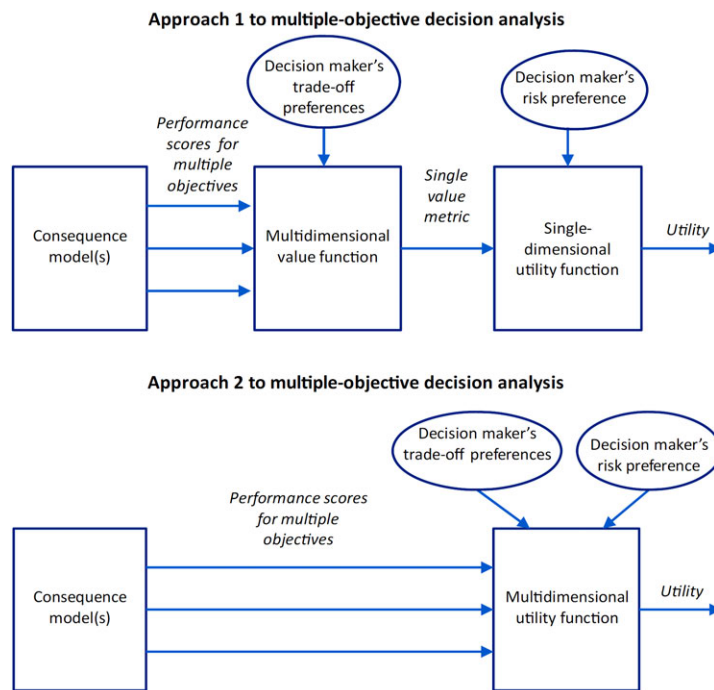 Approach 1 to multiple-objective decision analysis
Decision maker's
trade-off
preferences
Decision maker's
risk preference
Performance
scores for
multiple
objectives
Single
value
metric
Consequence
model(s)
Multidimensional
value function
Single-
dimensional
utility function
Utility
Approach 2 to multiple-objective decision analysis
Decision maker's
trade-off preferences
Decision maker's
risk preference
Performance scores
for multiple
objectives
Consequence
model(s)
Multidimensional
utility function
Utility